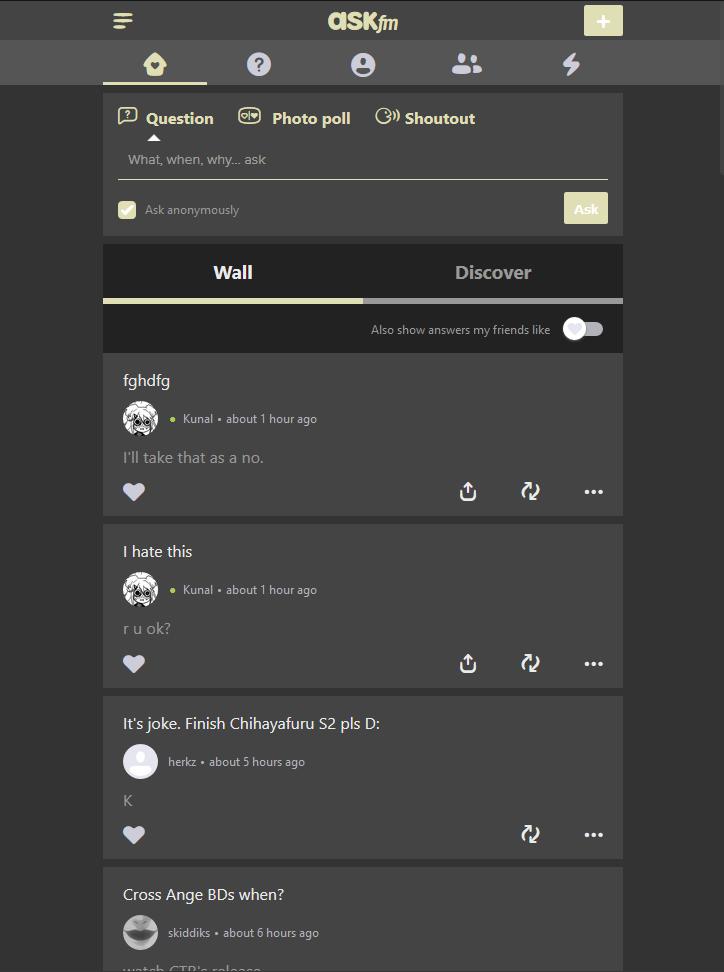 ASKfm
Question Photo poll Shoutout
What, when, why... ask
Ask anonymously Ask
Wall Discover
Also show answers my friends like
fghdfg
Kunal • about 1 hour ago
I'll take that as a no.
I hate this
Kunal • about 1 hour ago
r u ok?
It's joke. Finish Chihayafuru S2 pls D:
herkz • about 5 hours ago
K
Cross Ange BDs when?
skiddiks • about 6 hours ago
watch CTR's release